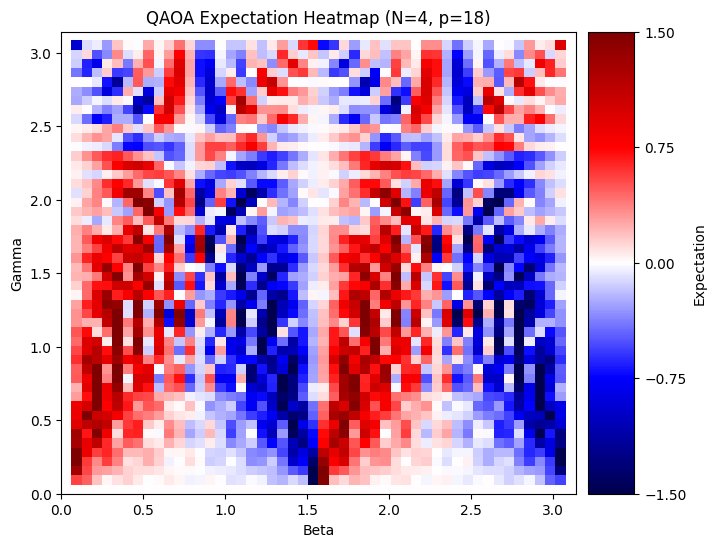 QAOA Expectation Heatmap (N=4, p=18)
Gamma
3.0
2.5
2.0
1.5
1.0
0.5
0.0
0.0 0.5 1.0 1.5 2.0 2.5 3.0
Beta
1.50
0.75
0.00
−0.75
−1.50
Expectation